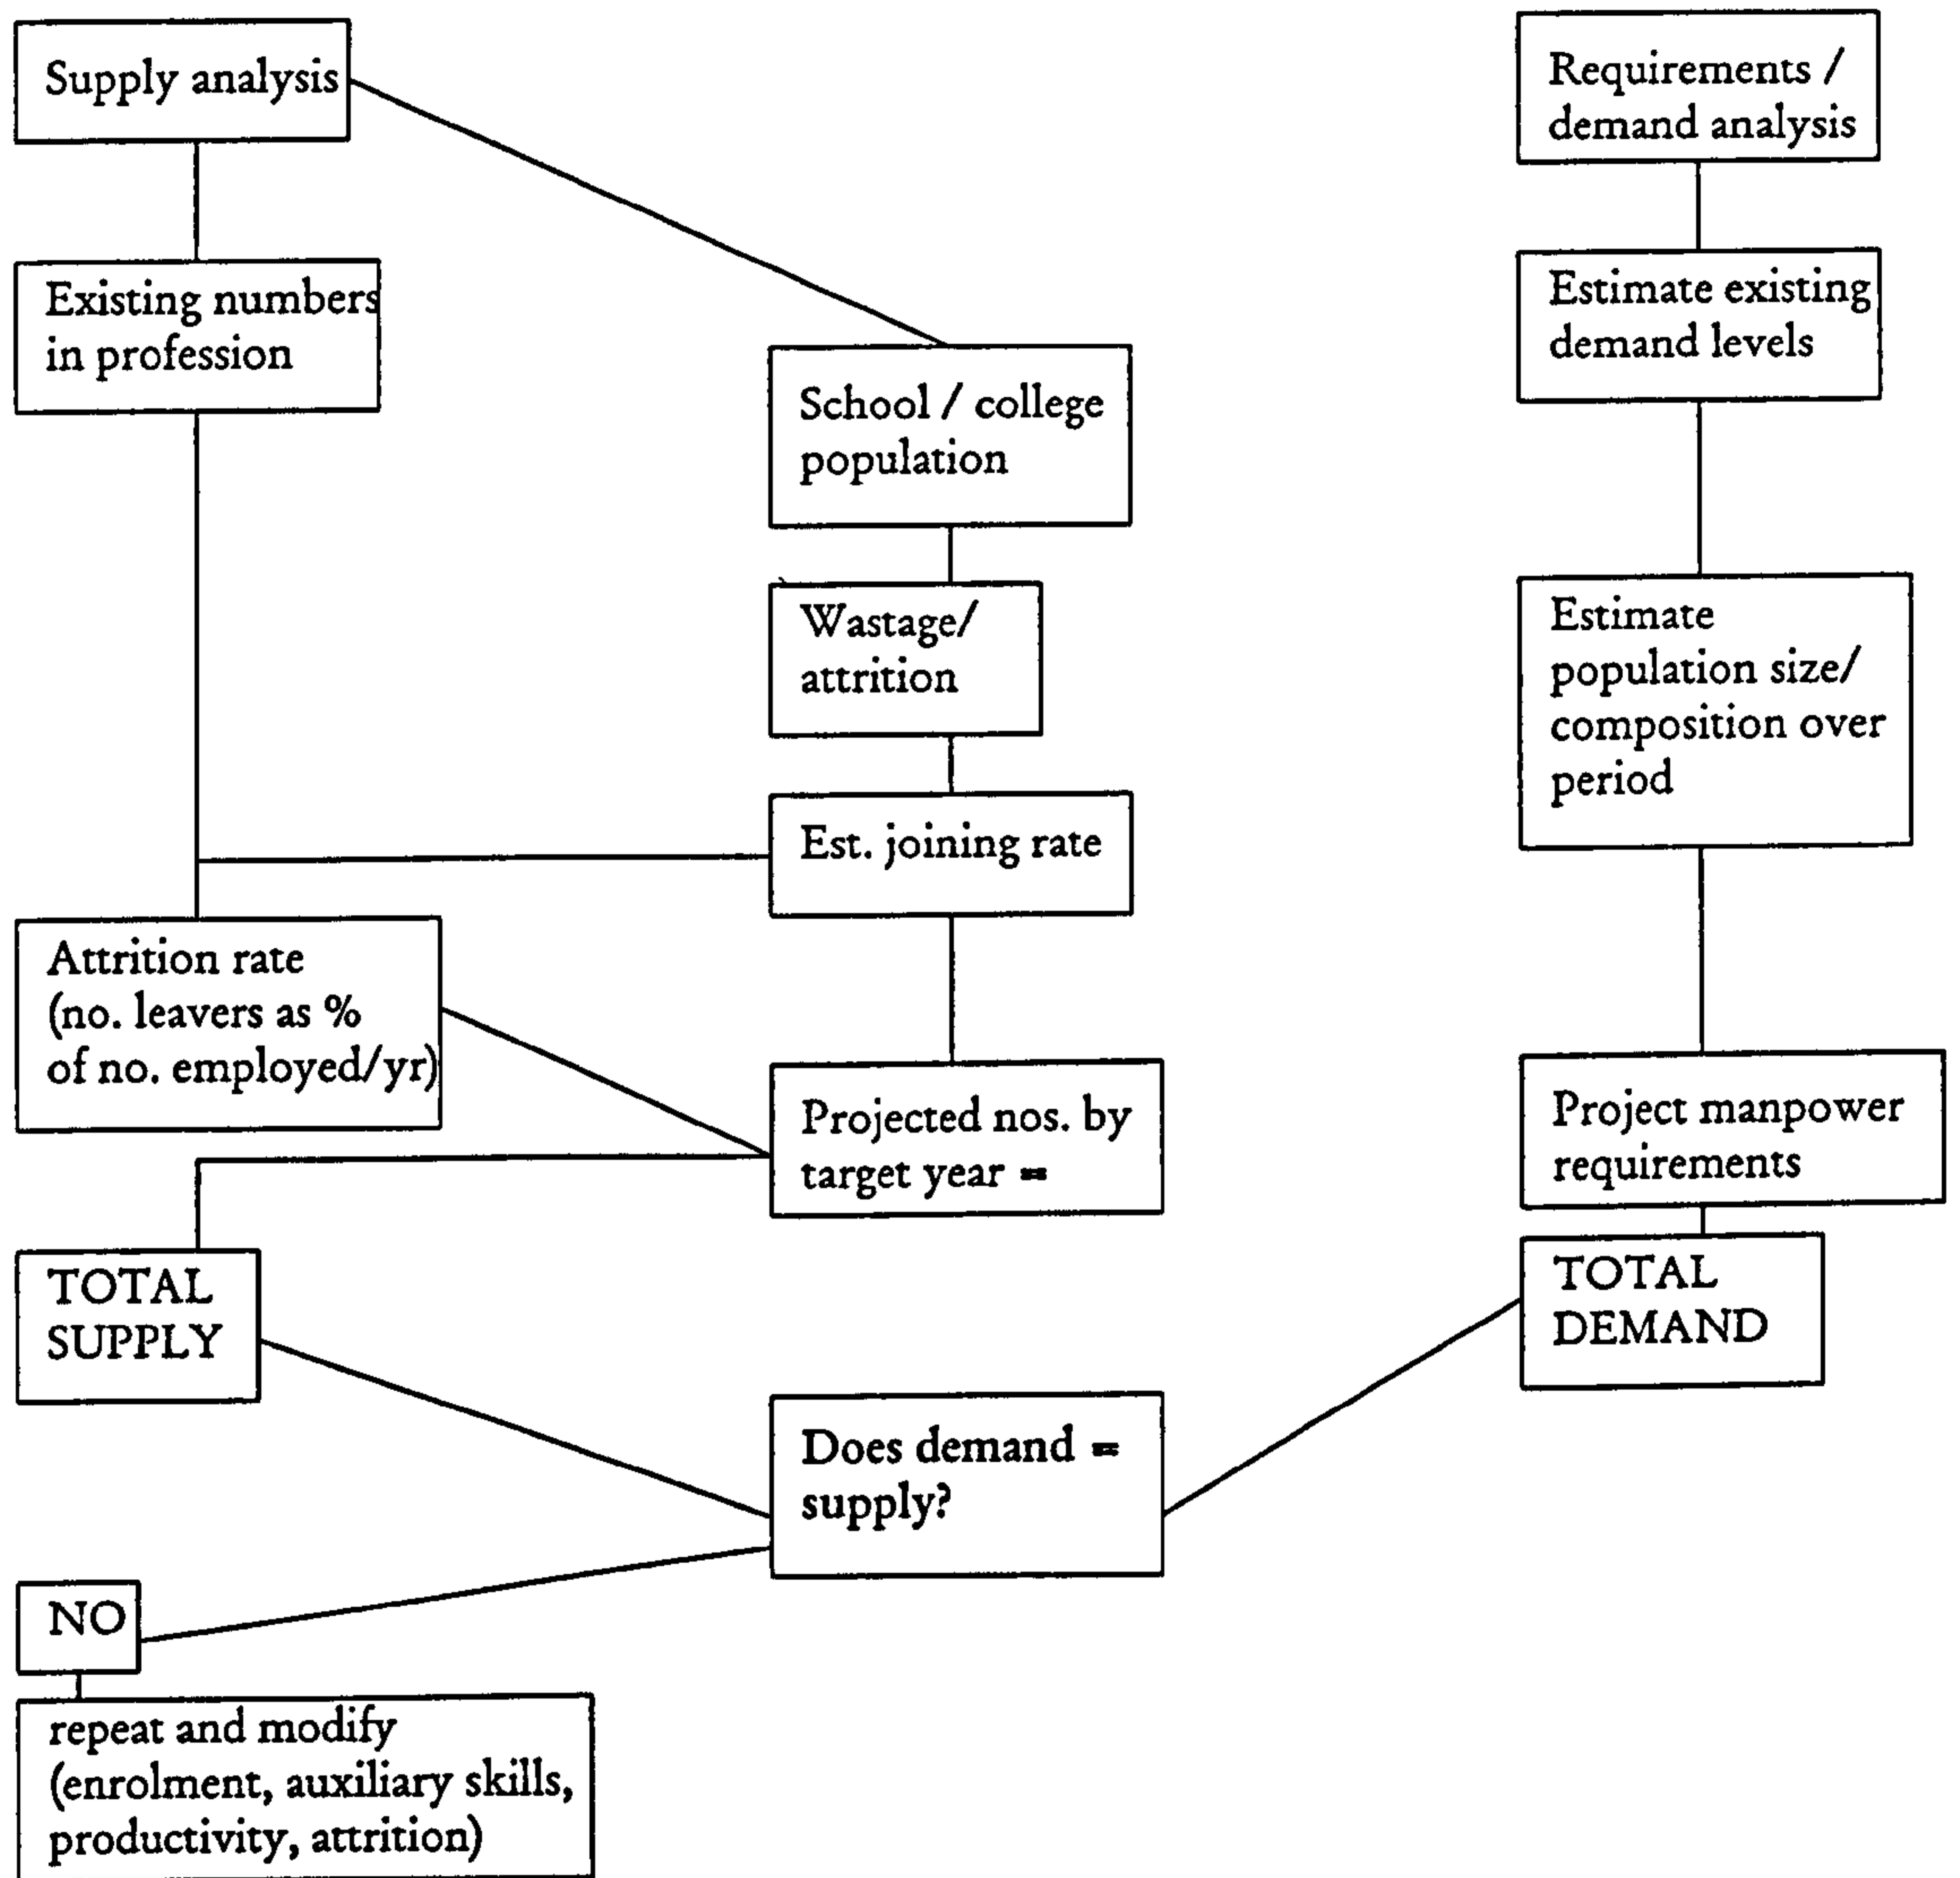 Supply analysis
Requirements /
demand analysis
Existing numbers
in profession
Estimate existing
demand levels
School / college
population
Wastage/
attrition
Estimate
population size/
composition over
period
Est. joining rate
Attrition rate
(no. leavers as %
of no. employed/yr)
Projected nos. by
target year =
Project manpower
requirements
TOTAL
SUPPLY
TOTAL
DEMAND
Does demand =
supply?
NO
repeat and modify
(enrolment, auxiliary skills,
productivity, attrition)